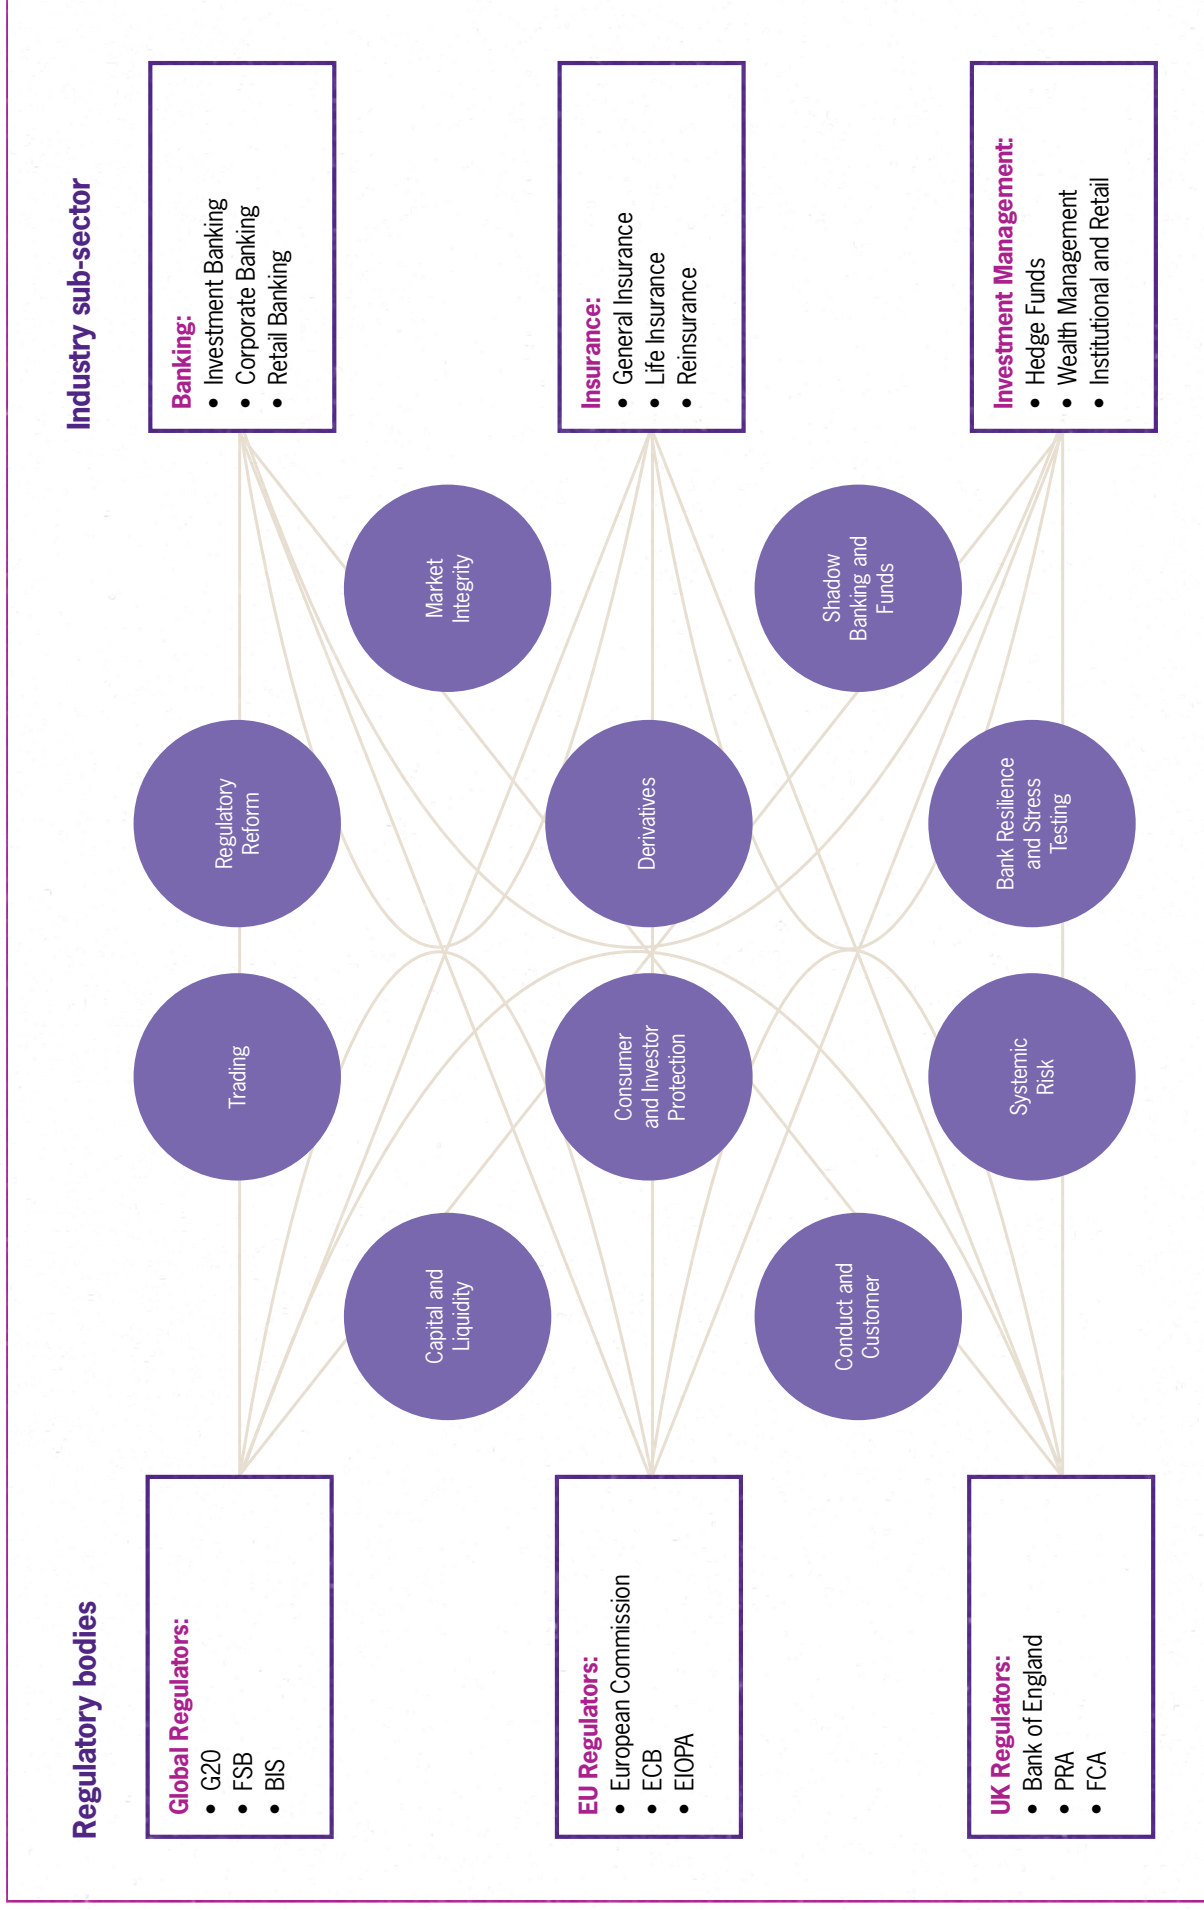 Regulatory bodies
Industry sub-sector
Global Regulators:
• G20
• FSB
• BIS
EU Regulators:
• European Commission
• ECB
• EIOPA
UK Regulators:
• Bank of England
• PRA
• FCA
Capital and
Liquidity
Conduct and
Customer
Trading
Consumer
and Investor
Protection
Systemic
Risk
Regulatory
Reform
Derivatives
Bank Resilience
and Stress
Testing
Market
Integrity
Shadow
Banking and
Funds
Banking:
• Investment Banking
• Corporate Banking
• Retail Banking
Insurance:
• General Insurance
• Life Insurance
• Reinsurance
Investment Management:
• Hedge Funds
• Wealth Management
• Institutional and Retail